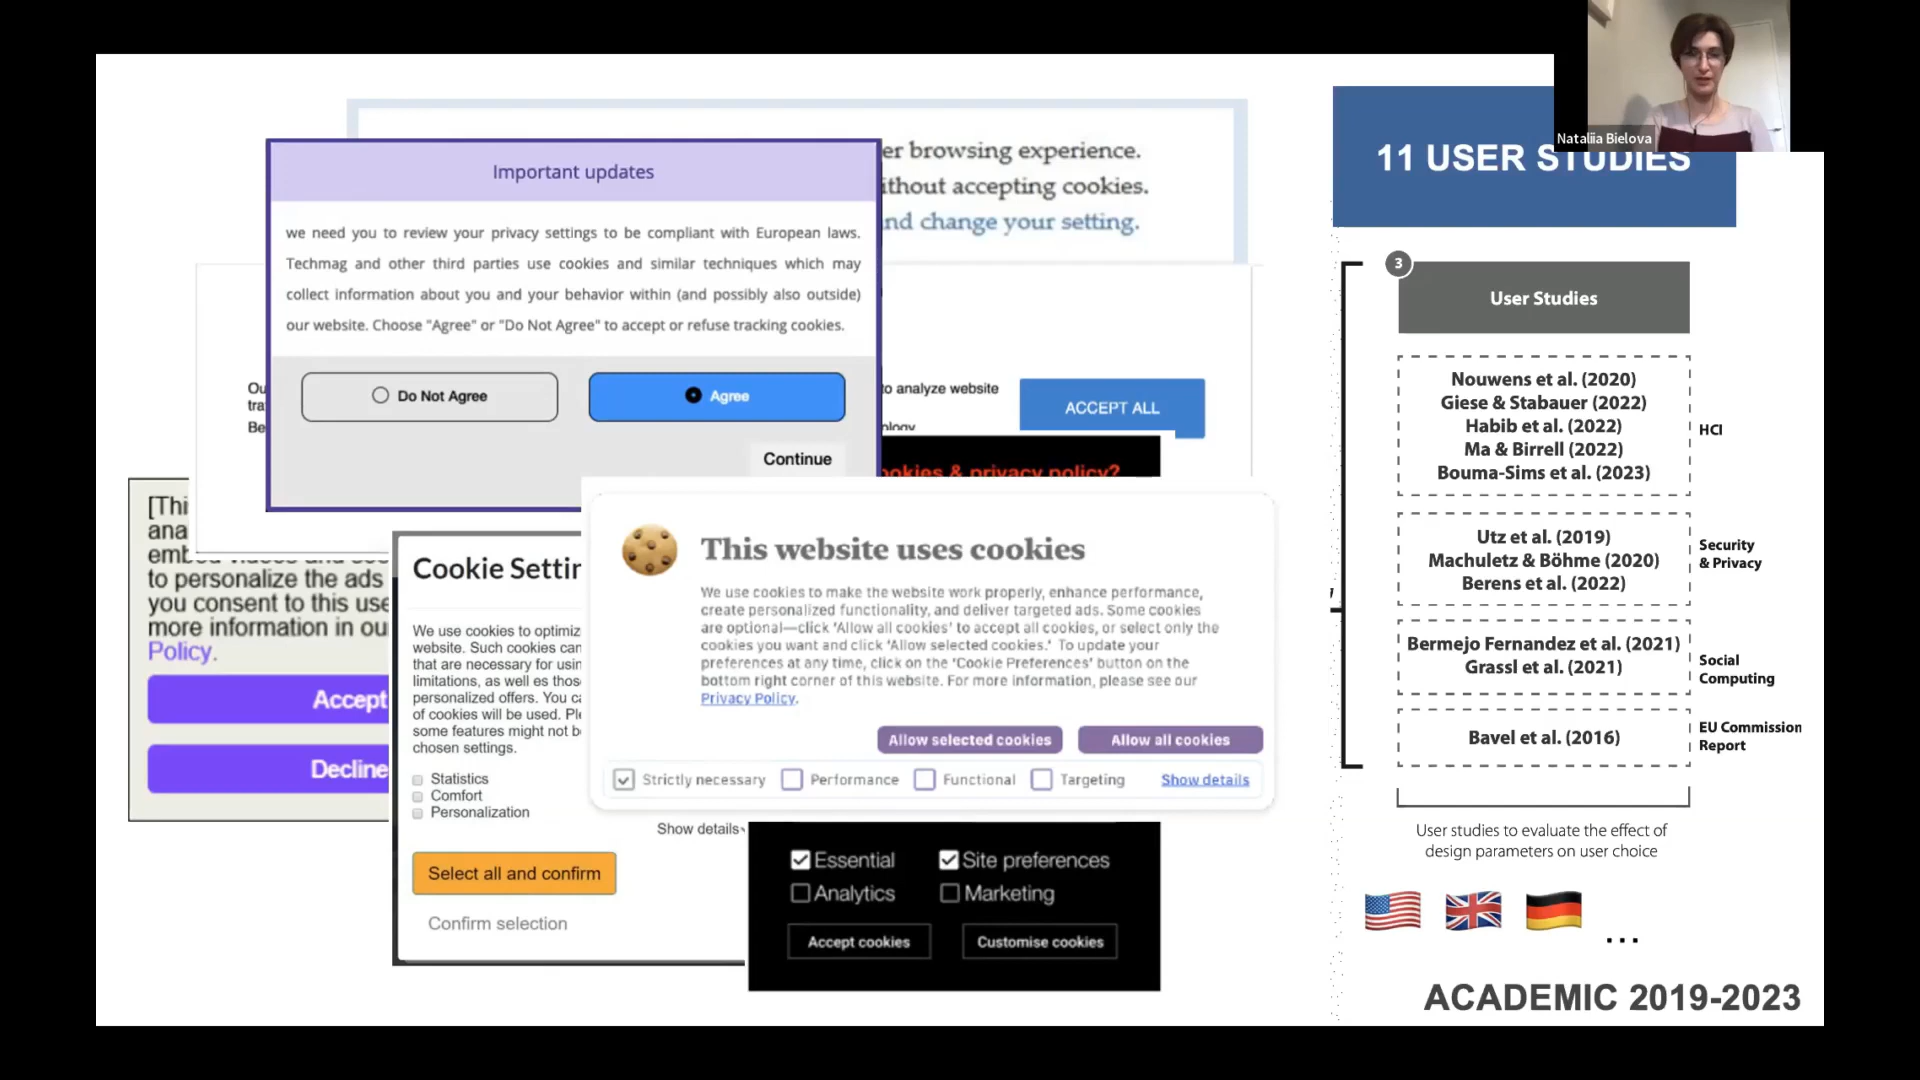 er browsing experience.
ithout accepting cookies.
nd change your setting.
Important updates
we need you to review your privacy settings to be compliant with European laws.
Techmag and other third parties use cookies and similar techniques which may
collect information about you and your behavior within (and possibly also outside)
our website. Choose "Agree" or "Do Not Agree" to accept or refuse tracking cookies.
Do Not Agree
Agree
Continue
Ou
tra
Be
o analyze website
ology
ACCEPT ALL
ookies & privacy policy?
[Thi
ana
to personalize the ads
you consent to this use
more information in ou
Policy.
Accept
Decline
Cookie Settin
We use cookies to optimiz
website. Such cookies can
that are necessary for usin
limitations, as well es thos
personalized offers. You ca
of cookies will be used. Pl
some features might not b
chosen settings.
Statistics
Comfort
Personalization
Show details
Select all and confirm
Confirm selection
This website uses cookies
We use cookies to make the website work properly, enhance performance,
create personalized functionality, and deliver targeted ads. Some cookies
are optional—click 'Allow all cookies' to accept all cookies, or select only the
cookies you want and click 'Allow selected cookies.' To update your
preferences at any time, click on the 'Cookie Preferences' button on the
bottom right corner of this website. For more information, please see our
Privacy Policy.
Allow selected cookies
Allow all cookies
Strictly necessary
Performance
Functional
Targeting
Show details
Essential
Site preferences
Analytics
Marketing
Accept cookies
Customise cookies
Nataliia Bielova
11 USER STUDIES
3
User Studies
Nouwens et al. (2020)
Giese & Stabauer (2022)
Habib et al. (2022)
Ma & Birrell (2022)
Bouma-Sims et al. (2023)
HCI
Utz et al. (2019)
Machuletz & Böhme (2020)
Berens et al. (2022)
Security
& Privacy
Bermejo Fernandez et al. (2021)
Grassl et al. (2021)
Social
Computing
Bavel et al. (2016)
EU Commission
Report
User studies to evaluate the effect of
design parameters on user choice
...
ACADEMIC 2019-2023